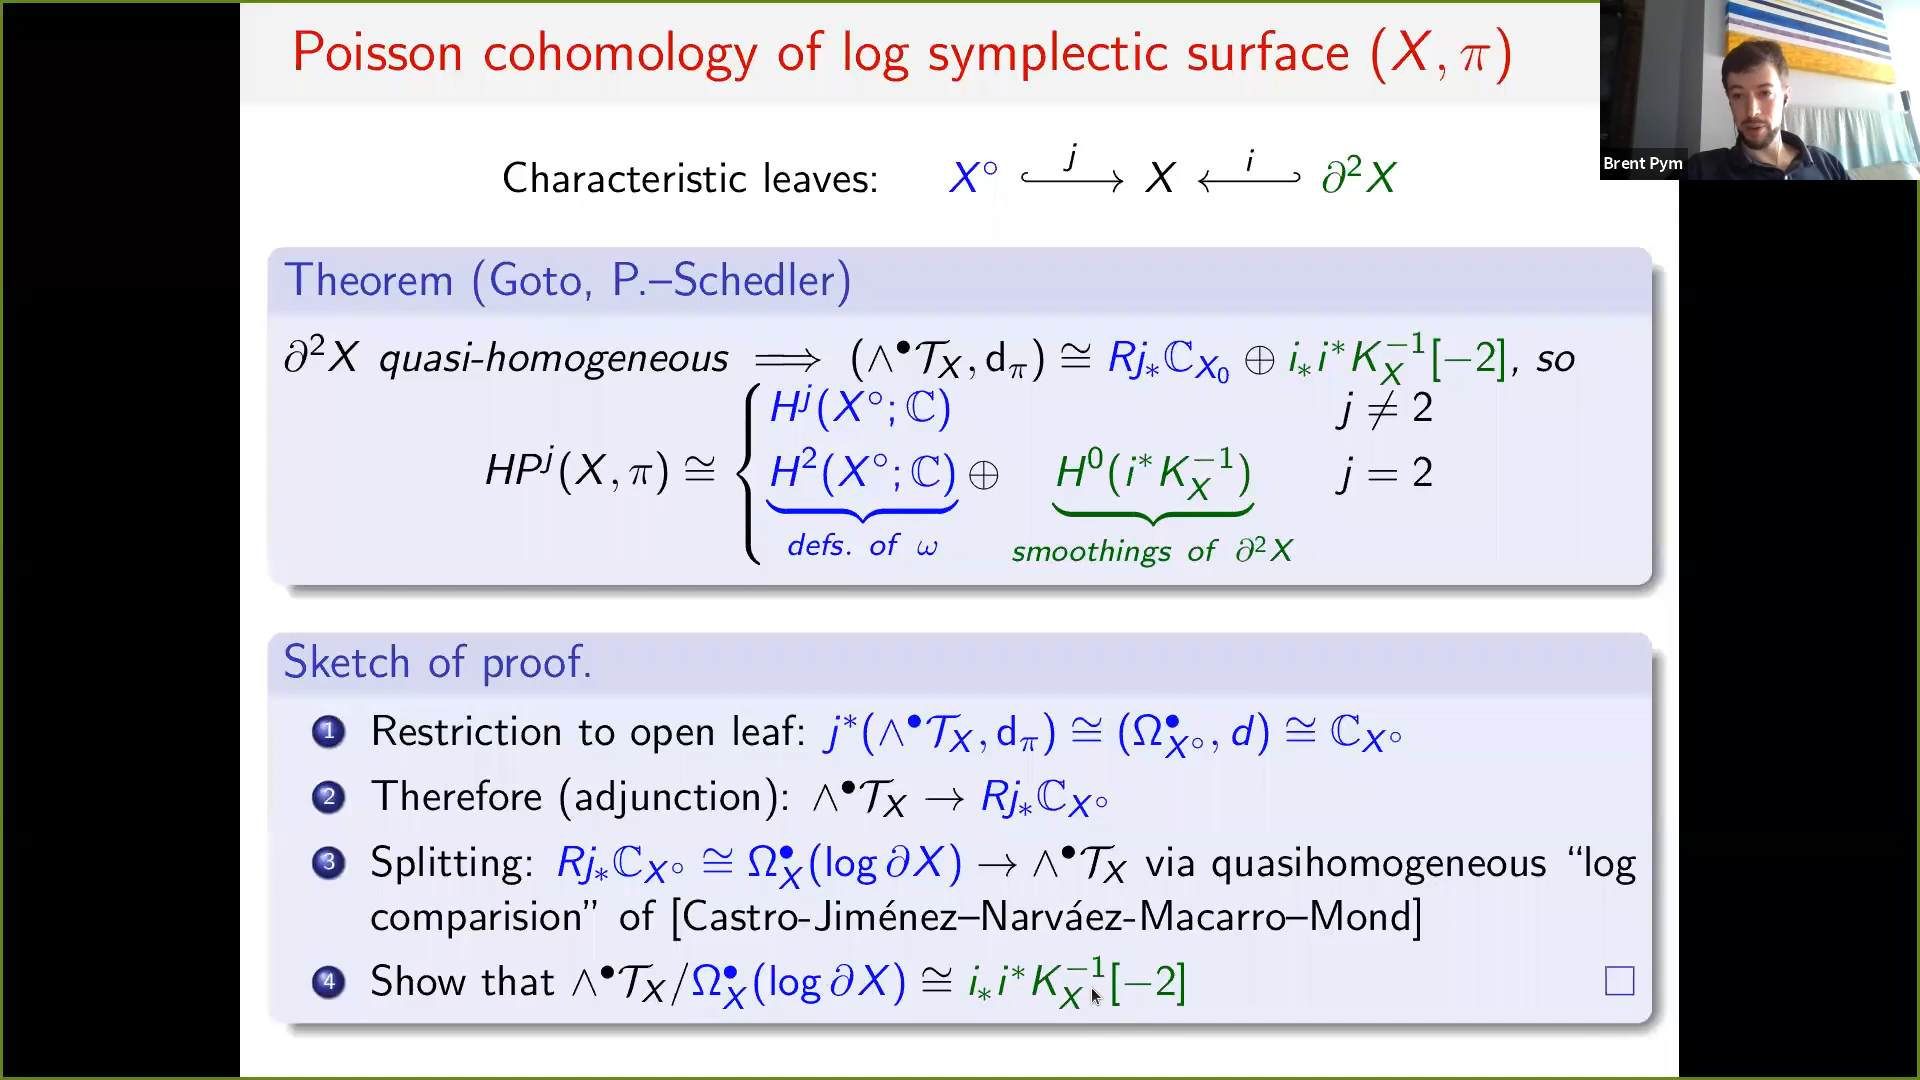 Poisson cohomology of log symplectic surface (X, π)
Brent Pym
Characteristic leaves: X° ↪ʲ X ↩ⁱ ∂²X
Theorem (Goto, P.–Schedler)
∂²X quasi-homogeneous ⟹ (∧•𝒯_X, d_π) ≅ Rj_*ℂ_{X_0} ⊕ i_*i^*K_X^{-1}[−2], so
HP^j(X, π) ≅ { H^j(X°; ℂ) j ≠ 2
H²(X°; ℂ) ⊕ H⁰(i^*K_X^{-1}) j = 2
defs. of ω smoothings of ∂²X
Sketch of proof.
1 Restriction to open leaf: j^*(∧•𝒯_X, d_π) ≅ (Ω•_{X°}, d) ≅ ℂ_{X°}
2 Therefore (adjunction): ∧•𝒯_X → Rj_*ℂ_{X°}
3 Splitting: Rj_*ℂ_{X°} ≅ Ω•_X(log ∂X) → ∧•𝒯_X via quasihomogeneous “log
comparision” of [Castro-Jiménez–Narváez-Macarro–Mond]
4 Show that ∧•𝒯_X/Ω•_X(log ∂X) ≅ i_*i^*K_X^{-1}[−2] □